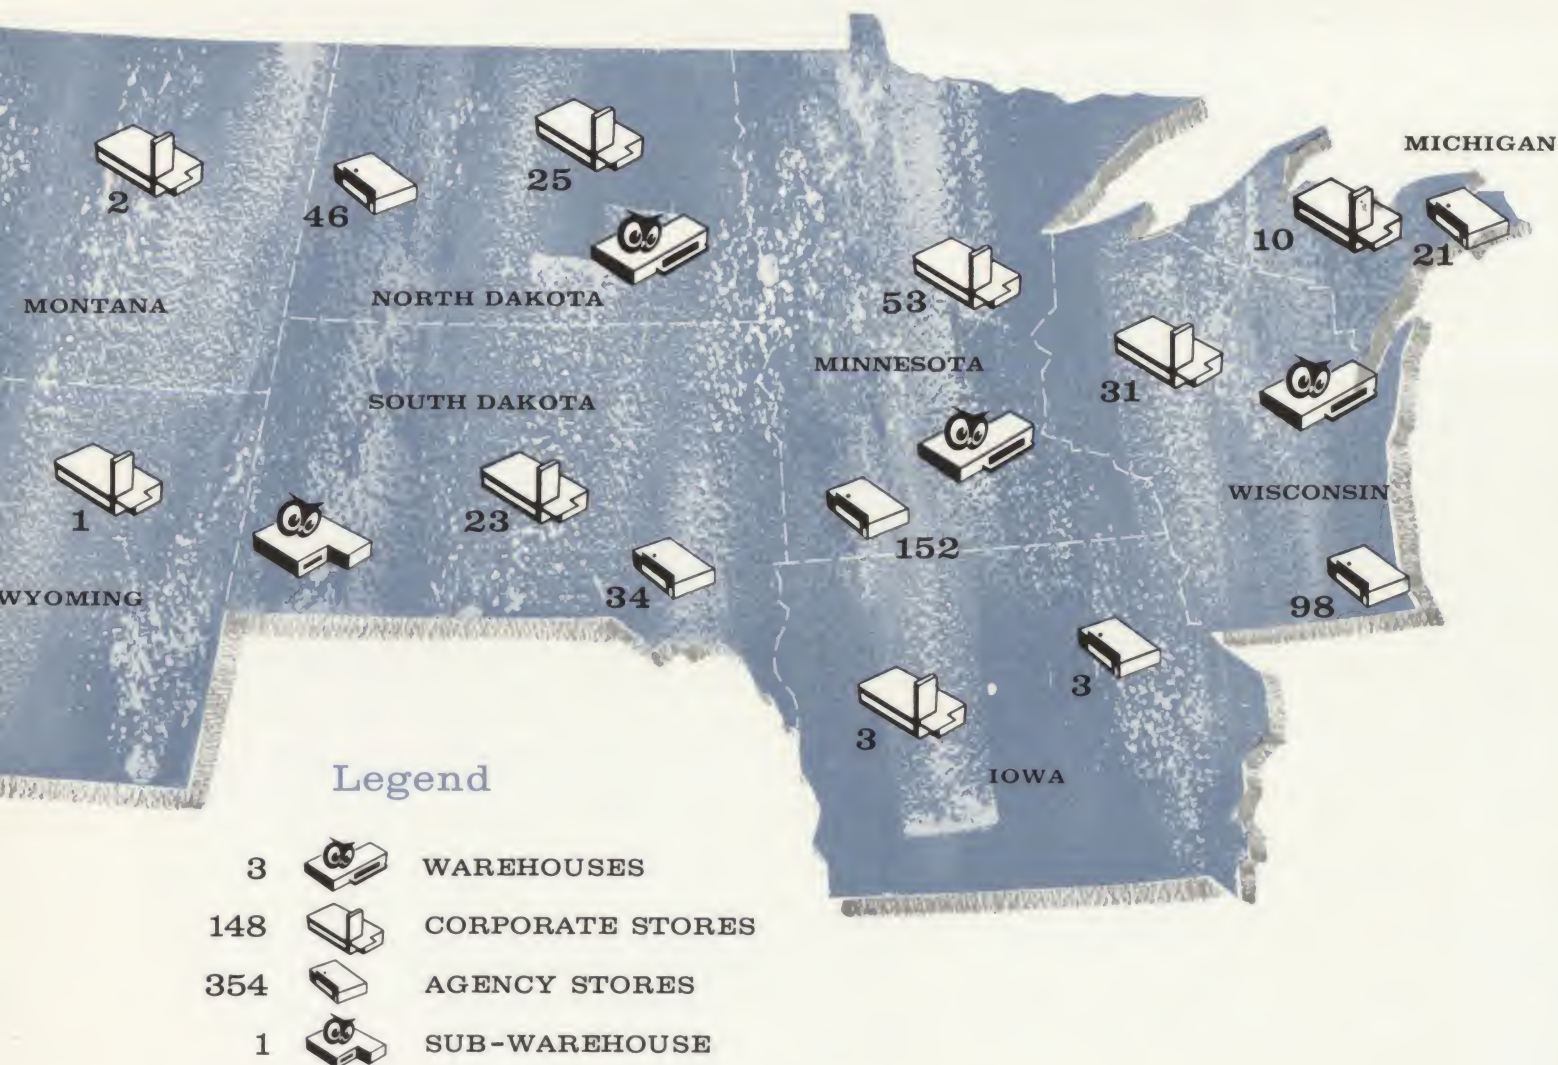 MICHIGAN
2
46
25
10
21
MONTANA
NORTH DAKOTA
53
MINNESOTA
31
SOUTH DAKOTA
1
23
152
WISCONSIN
WYOMING
34
98
3
3
IOWA
Legend
3 WAREHOUSES
148 CORPORATE STORES
354 AGENCY STORES
1 SUB-WAREHOUSE